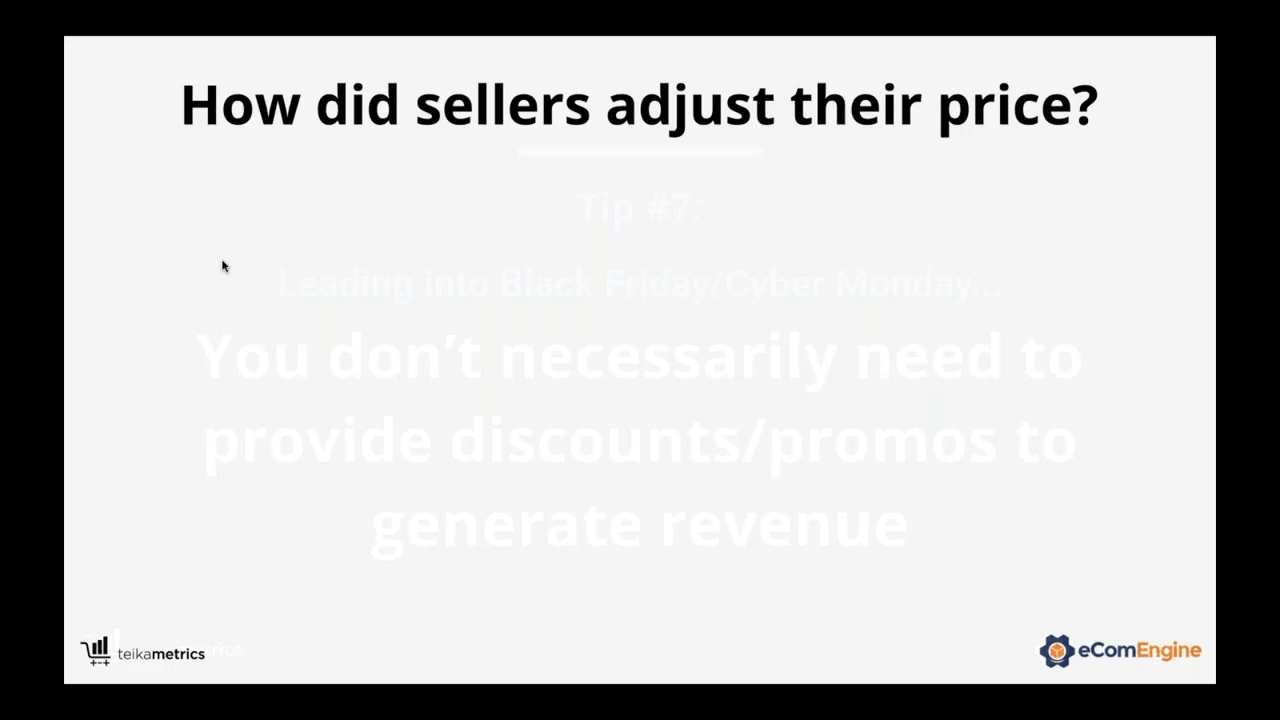 How did sellers adjust their price?
Tip #7:
Leading into Black Friday/Cyber Monday...
You don’t necessarily need to
provide discounts/promos to
generate revenue
teikametrics
eComEngine